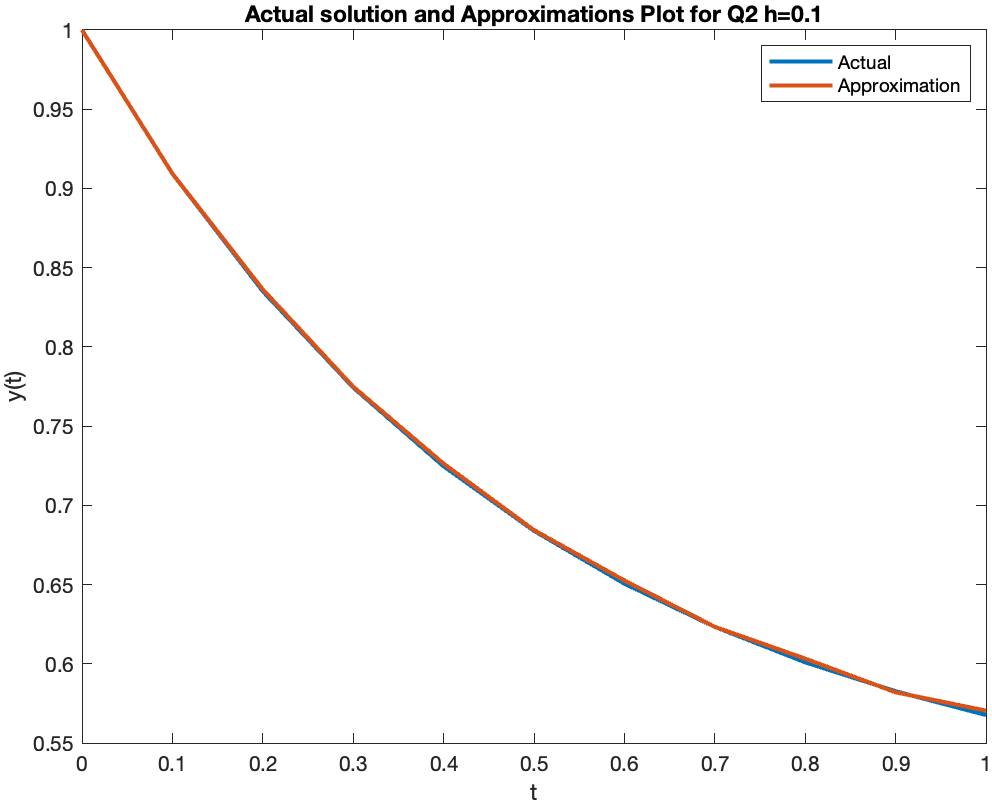 Actual solution and Approximations Plot for Q2 h=0.1
Actual
Approximation
1
0.95
0.9
0.85
0.8
0.75
0.7
0.65
0.6
0.55
y(t)
0 0.1 0.2 0.3 0.4 0.5 0.6 0.7 0.8 0.9 1
t